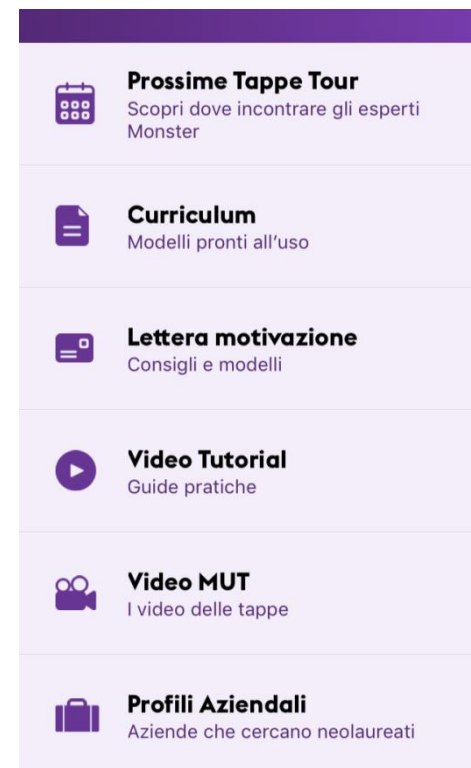 Prossime Tappe Tour
Scopri dove incontrare gli esperti
Monster
Curriculum
Modelli pronti all'uso
Lettera motivazione
Consigli e modelli
Video Tutorial
Guide pratiche
Video MUT
I video delle tappe
Profili Aziendali
Aziende che cercano neolaureati